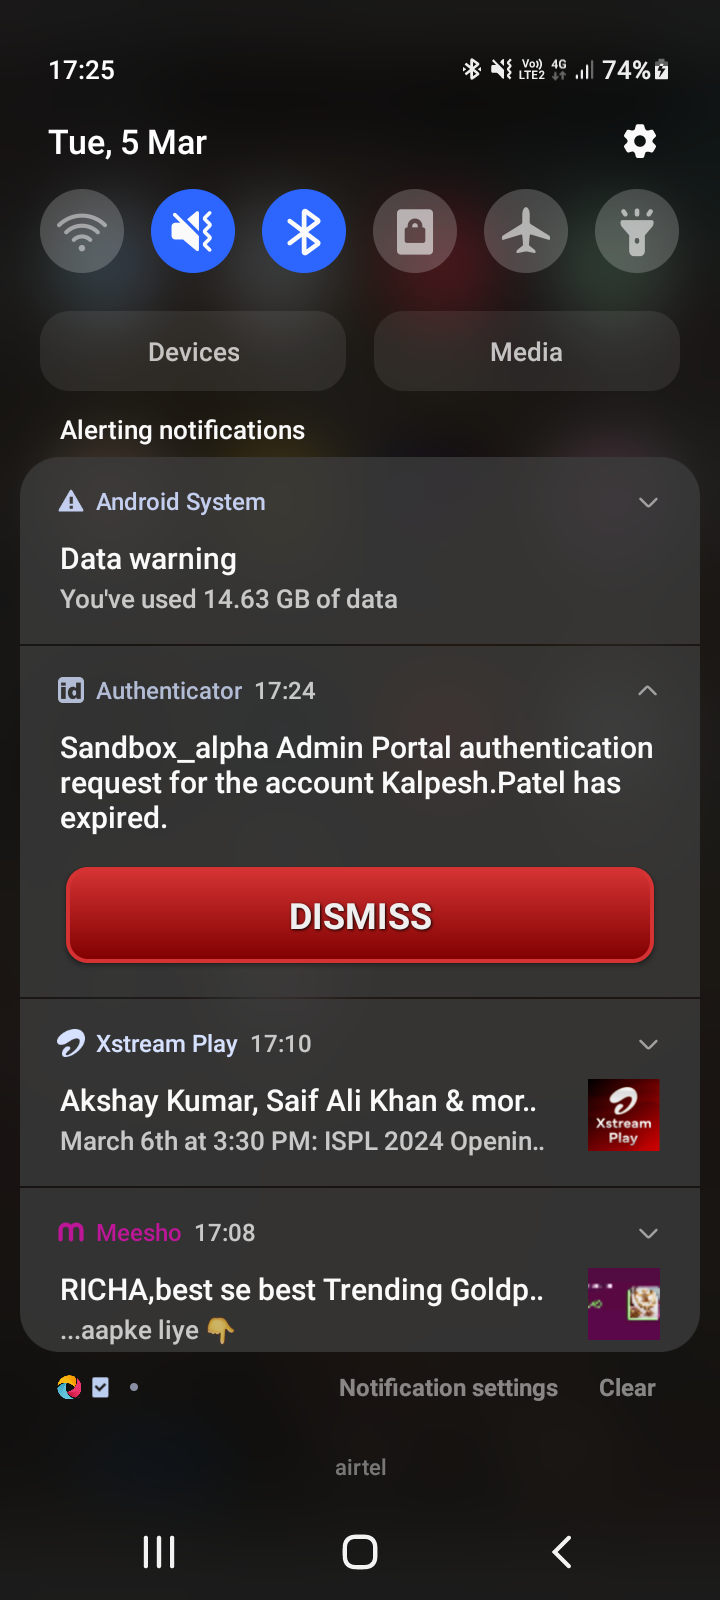 17:25
Vo)) LTE2 4G 74%
Tue, 5 Mar
Devices
Media
Alerting notifications
Android System
Data warning
You've used 14.63 GB of data
id Authenticator 17:24
Sandbox_alpha Admin Portal authentication
request for the account Kalpesh.Patel has
expired.
DISMISS
Xstream Play 17:10
Akshay Kumar, Saif Ali Khan & mor..
March 6th at 3:30 PM: ISPL 2024 Openin..
Xstream
Play
m Meesho 17:08
RICHA,best se best Trending Goldp..
...aapke liye 👇
Notification settings
Clear
airtel